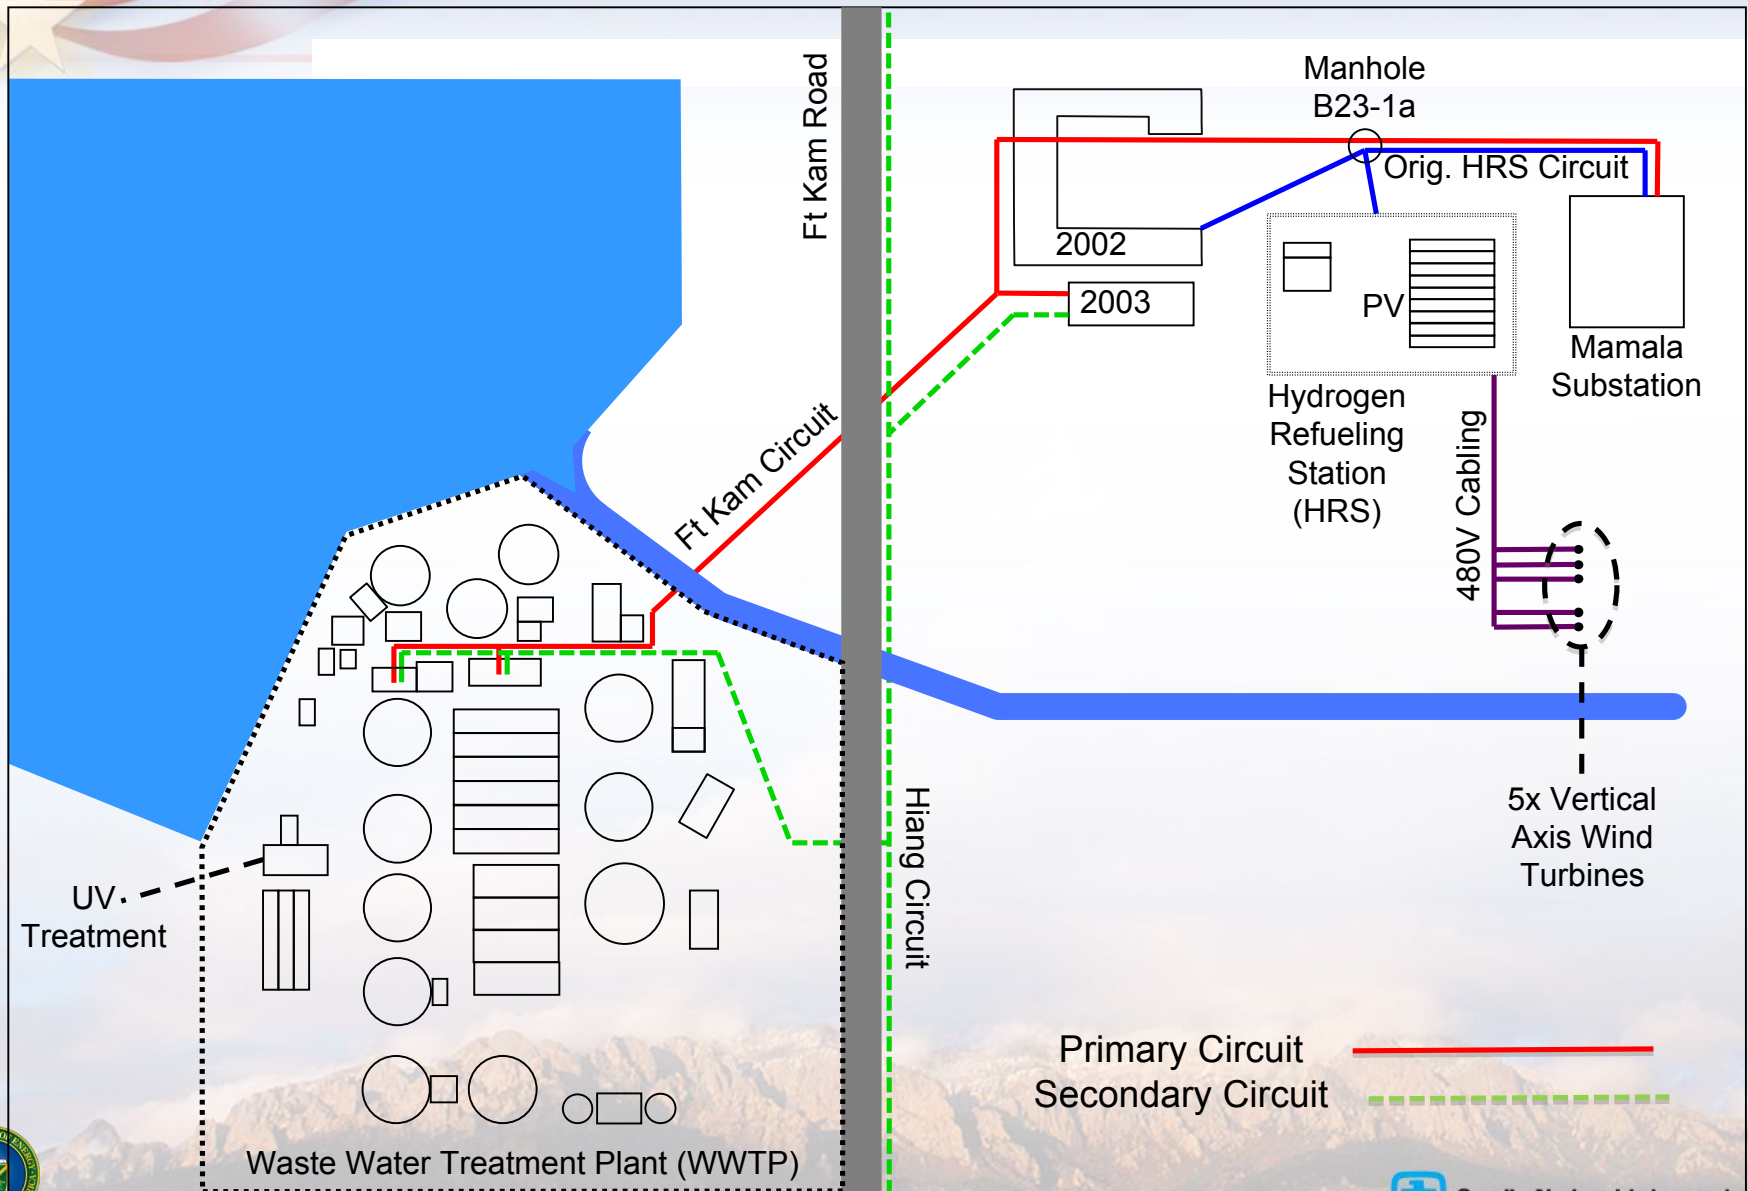 Ft Kam Road
Manhole
B23-1a
Orig. HRS Circuit
2002
2003
PV
Mamala
Substation
Hydrogen
Refueling
Station
(HRS)
480V Cabling
Ft Kam Circuit
5x Vertical
Axis Wind
Turbines
Hiang Circuit
UV
Treatment
Primary Circuit
Secondary Circuit
Waste Water Treatment Plant (WWTP)